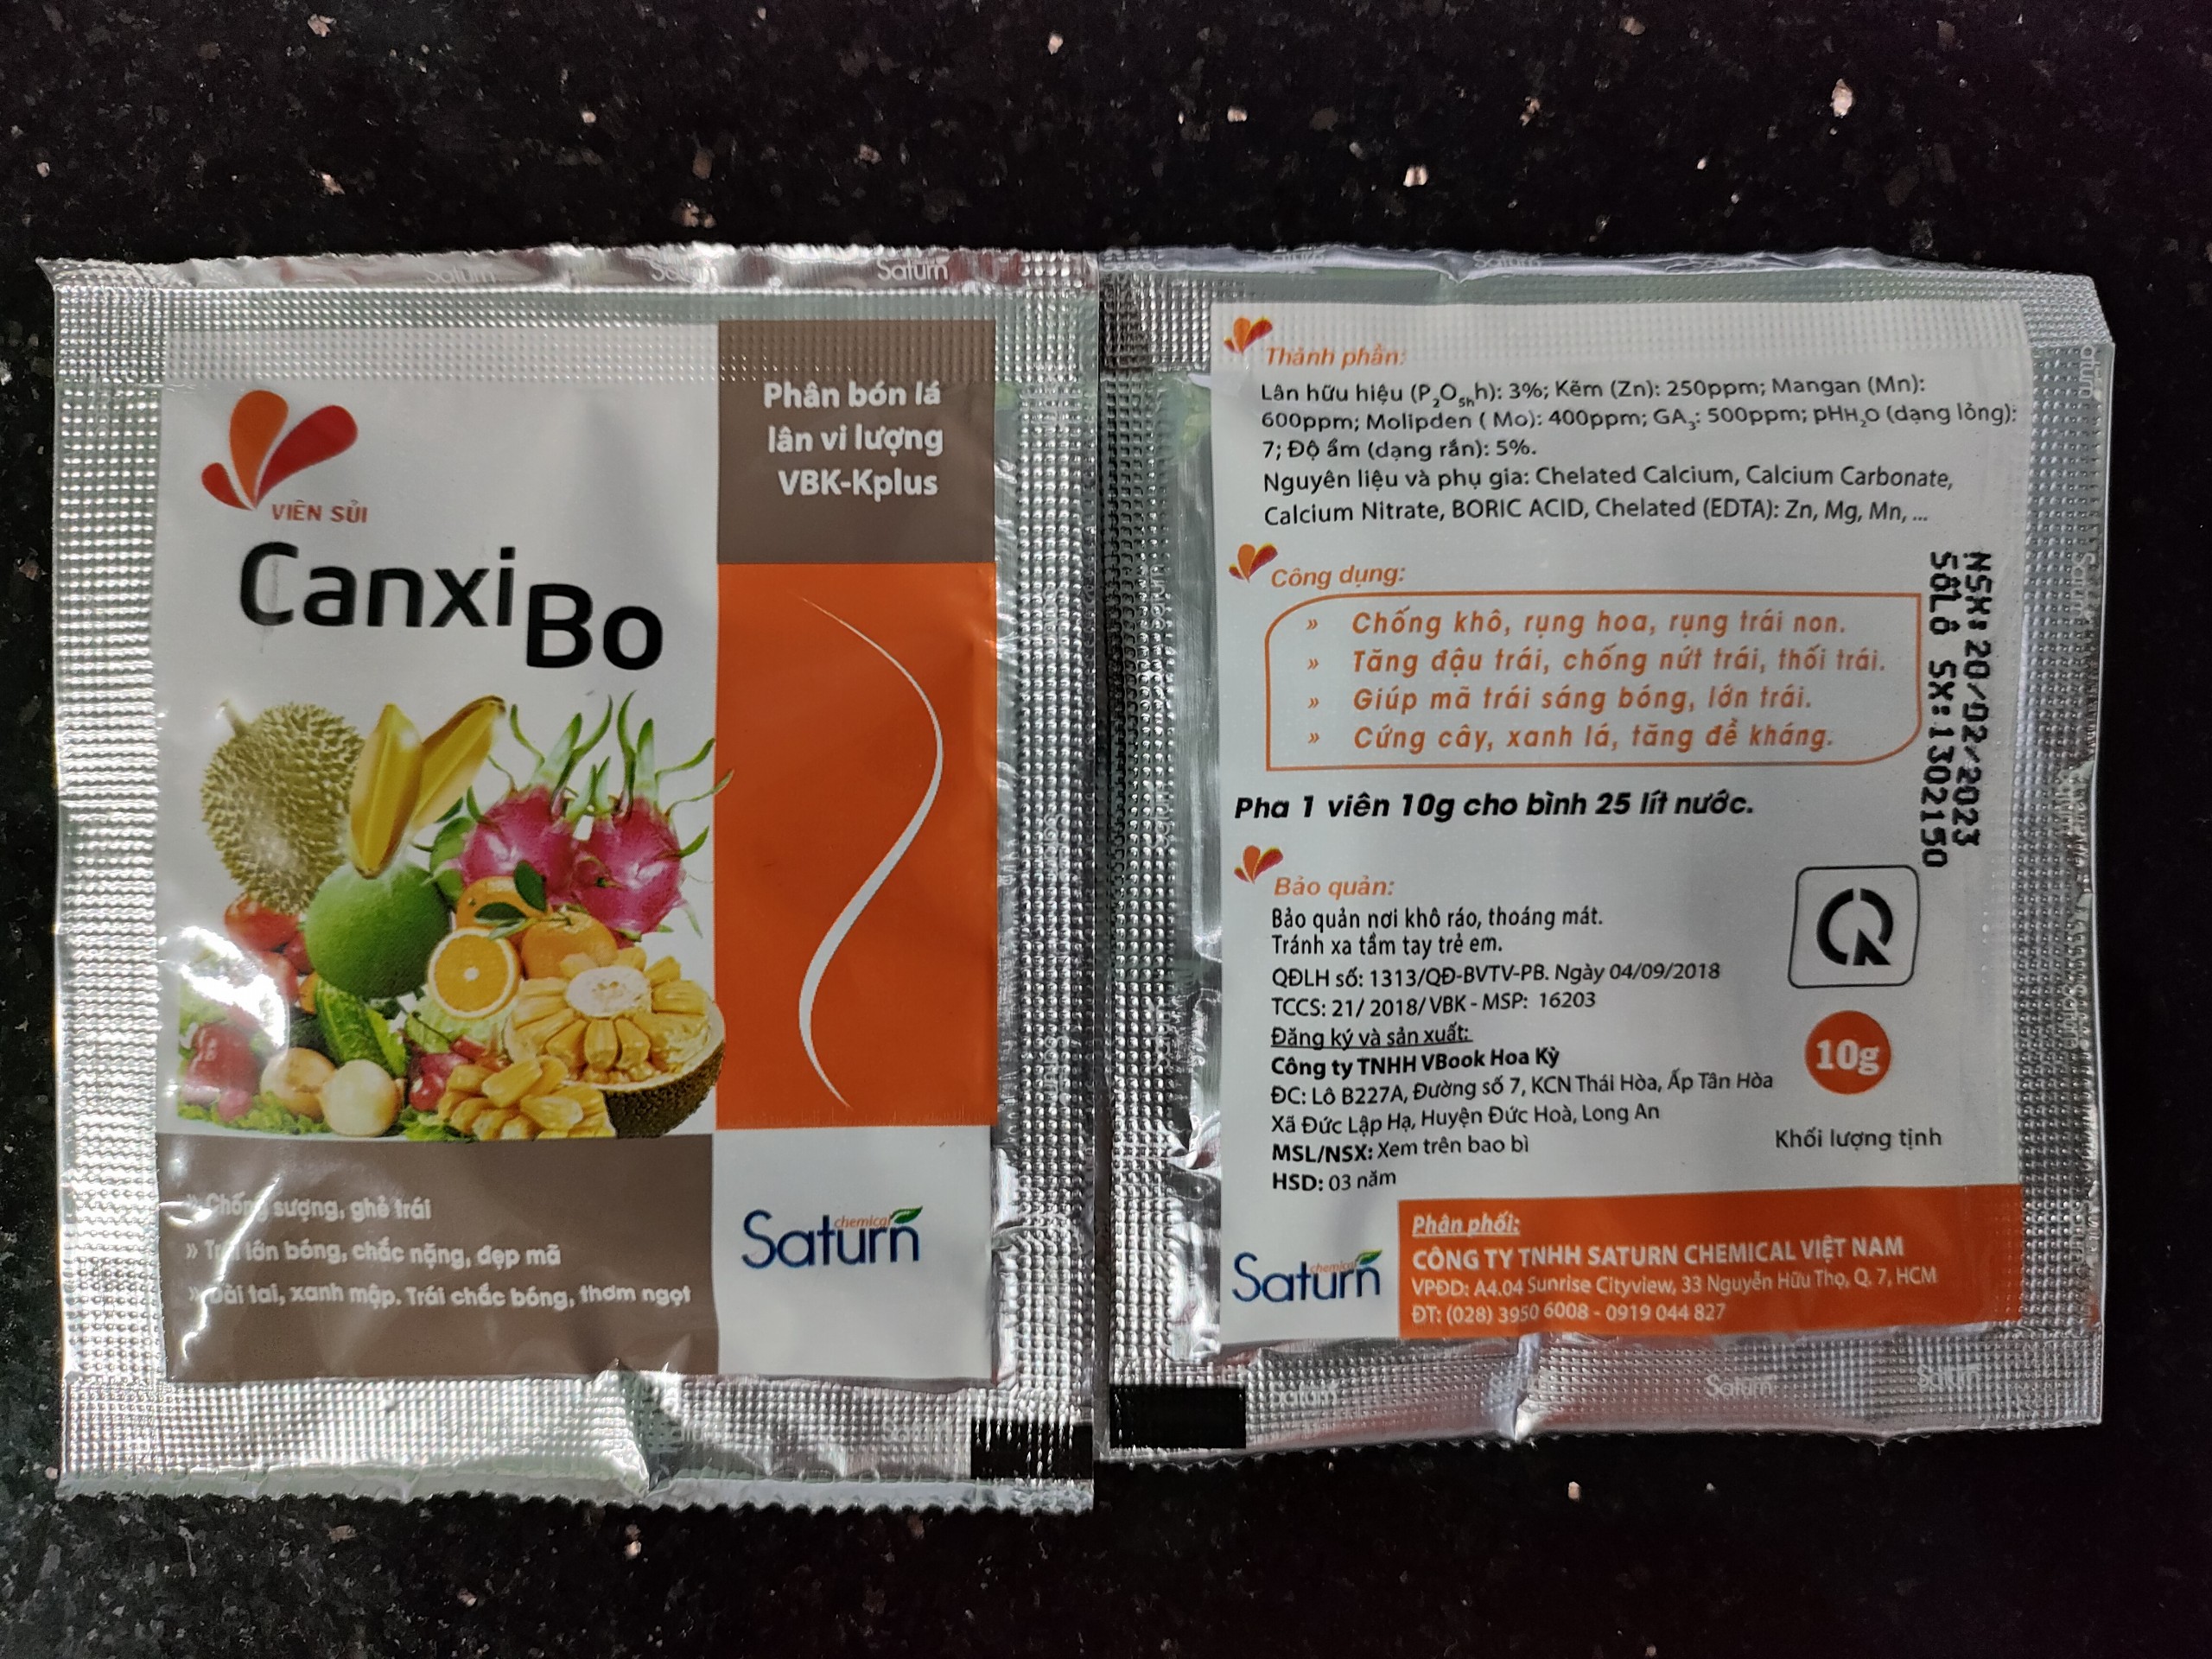 VIÊN SỦI
Canxi Bo
Phân bón lá
lân vi lượng
VBK-Kplus
» Chống sượng, ghẻ trái
» Trái lớn bóng, chắc nặng, đẹp mã
» Dài tai, xanh mập. Trái chắc bóng, thơm ngọt
Saturn chemical
Thành phần:
Lân hữu hiệu (P2O5hh): 3%; Kẽm (Zn): 250ppm; Mangan (Mn):
600ppm; Molipden ( Mo): 400ppm; GA3: 500ppm; pHH2O (dạng lỏng):
7; Độ ẩm (dạng rắn): 5%.
Nguyên liệu và phụ gia: Chelated Calcium, Calcium Carbonate,
Calcium Nitrate, BORIC ACID, Chelated (EDTA): Zn, Mg, Mn, ...
Công dụng:
» Chống khô, rụng hoa, rụng trái non.
» Tăng đậu trái, chống nứt trái, thối trái.
» Giúp mã trái sáng bóng, lớn trái.
» Cứng cây, xanh lá, tăng đề kháng.
NSX: 20/02/2023
SỐLÔ SX:1302150
Pha 1 viên 10g cho bình 25 lít nước.
Bảo quản:
Bảo quản nơi khô ráo, thoáng mát.
Tránh xa tầm tay trẻ em.
QĐLH số: 1313/QĐ-BVTV-PB. Ngày 04/09/2018
TCCS: 21/ 2018/ VBK - MSP: 16203
Đăng ký và sản xuất:
Công ty TNHH VBook Hoa Kỳ
ĐC: Lô B227A, Đường số 7, KCN Thái Hòa, Ấp Tân Hòa
Xã Đức Lập Hạ, Huyện Đức Hoà, Long An
MSL/NSX: Xem trên bao bì
HSD: 03 năm
10g
Khối lượng tịnh
Saturn chemical
Phân phối:
CÔNG TY TNHH SATURN CHEMICAL VIỆT NAM
VPĐD: A4.04 Sunrise Cityview, 33 Nguyễn Hữu Thọ, Q. 7, HCM
ĐT: (028) 3950 6008 - 0919 044 827